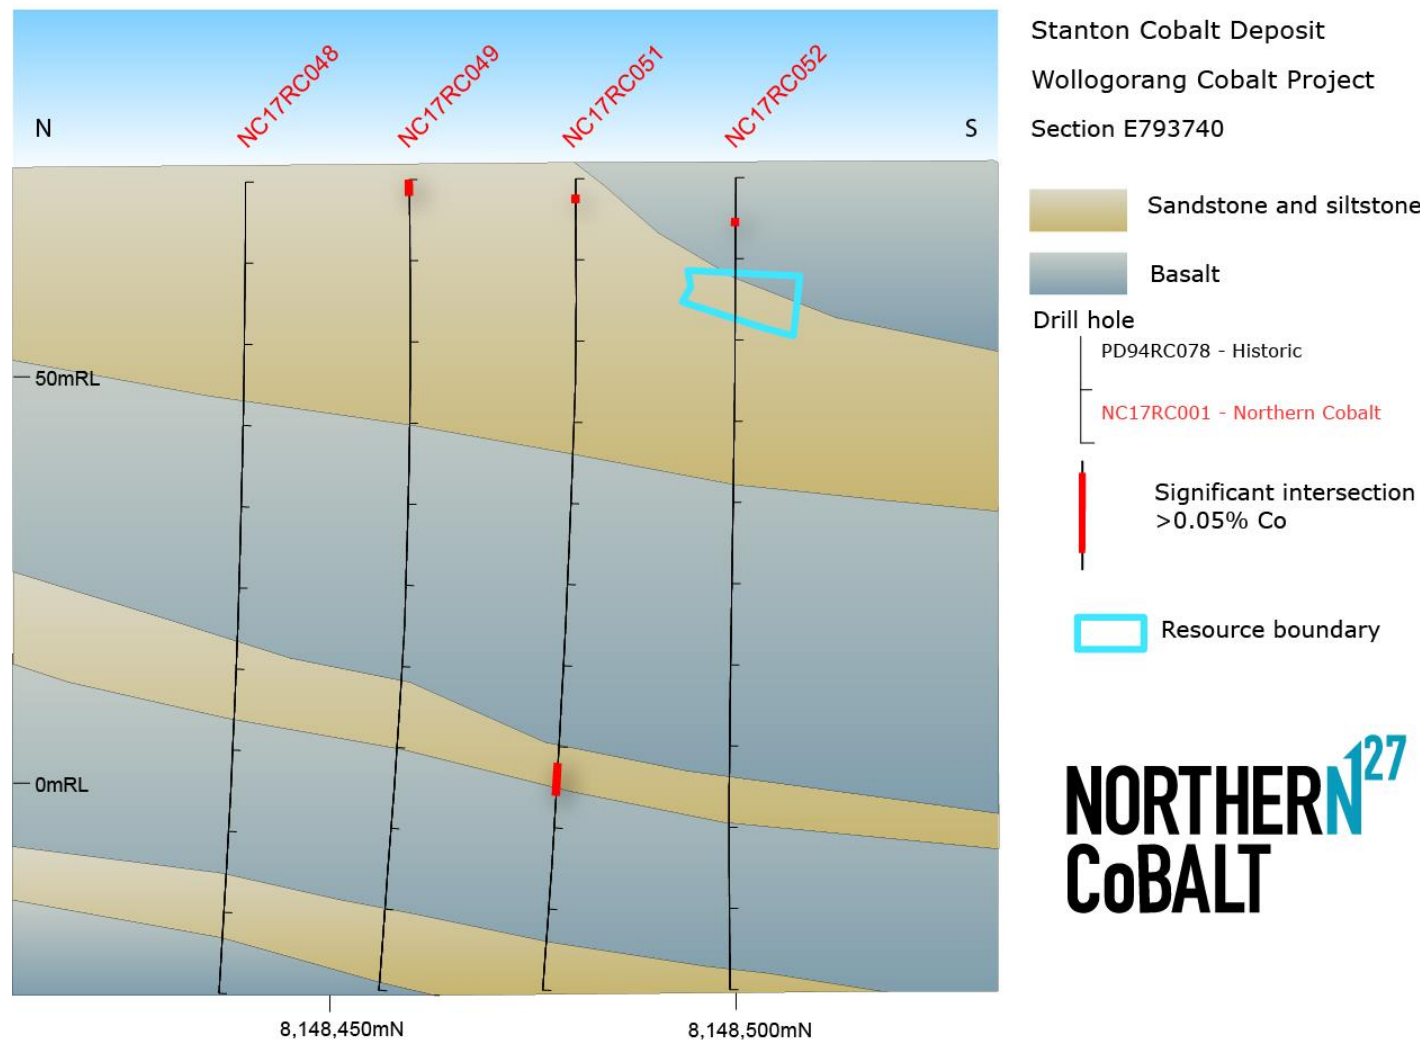 NC17RC048
NC17RC049
NC17RC051
NC17RC052
N
S
50mRL
0mRL
8,148,450mN
8,148,500mN
Stanton Cobalt Deposit
Wollogorang Cobalt Project
Section E793740
Sandstone and siltstone
Basalt
Drill hole
PD94RC078 - Historic
NC17RC001 - Northern Cobalt
Significant intersection
>0.05% Co
Resource boundary
NORTHERN27
CoBALT